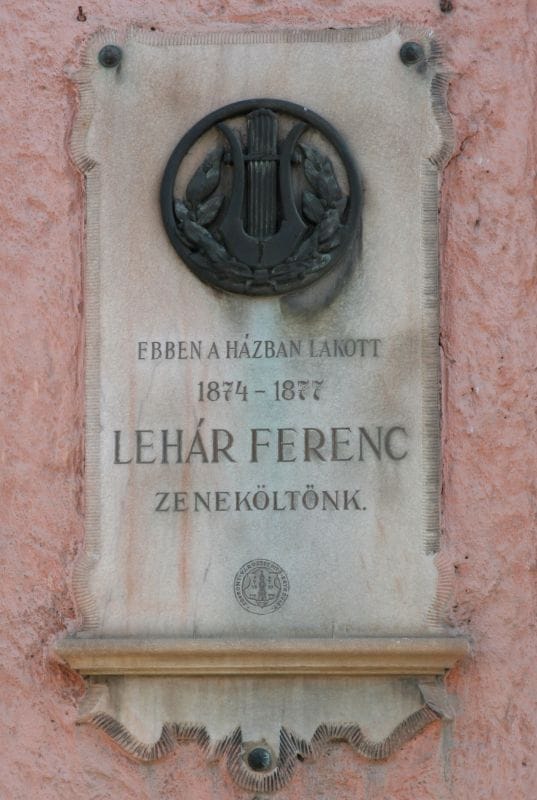 EBBEN A HÁZBAN LAKOTT
1874 – 1877
LEHÁR FERENC
ZENEKÖLTŐNK.